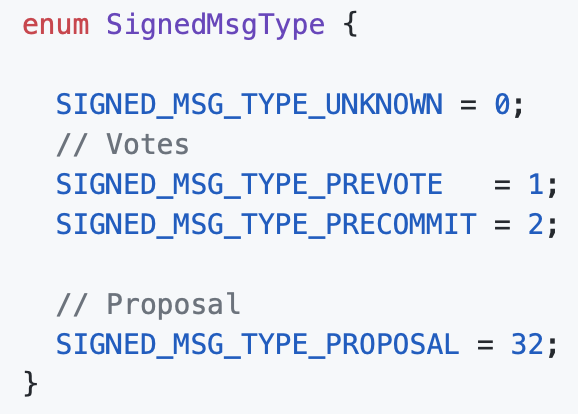 enum SignedMsgType {
SIGNED_MSG_TYPE_UNKNOWN = 0;
// Votes
SIGNED_MSG_TYPE_PREVOTE   = 1;
SIGNED_MSG_TYPE_PRECOMMIT = 2;
// Proposal
SIGNED_MSG_TYPE_PROPOSAL = 32;
}